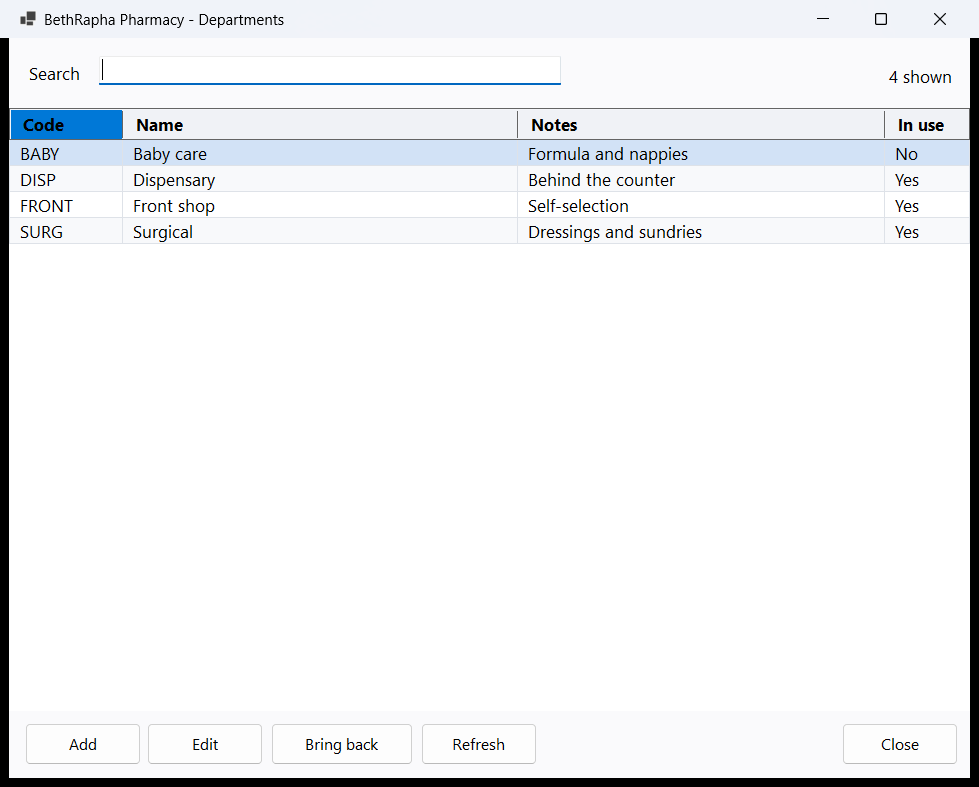 BethRapha Pharmacy - Departments
Search
4 shown
Code Name Notes In use
BABY Baby care Formula and nappies No
DISP Dispensary Behind the counter Yes
FRONT Front shop Self-selection Yes
SURG Surgical Dressings and sundries Yes
Add Edit Bring back Refresh Close